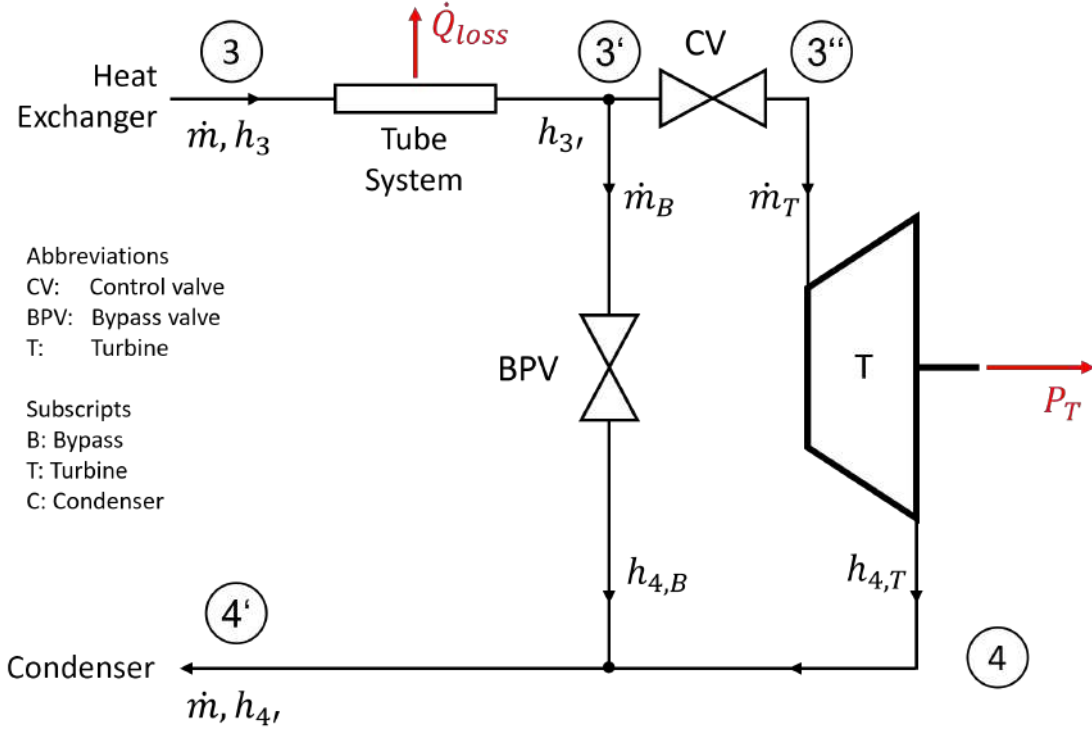 3
Q̇loss
3‘
CV
3‘‘
Heat
Exchanger
ṁ, h3
Tube
System
h3,
ṁB
ṁT
Abbreviations
CV: Control valve
BPV: Bypass valve
T: Turbine
BPV
T
PT
Subscripts
B: Bypass
T: Turbine
C: Condenser
h4,B
h4,T
4‘
4
Condenser
ṁ, h4,